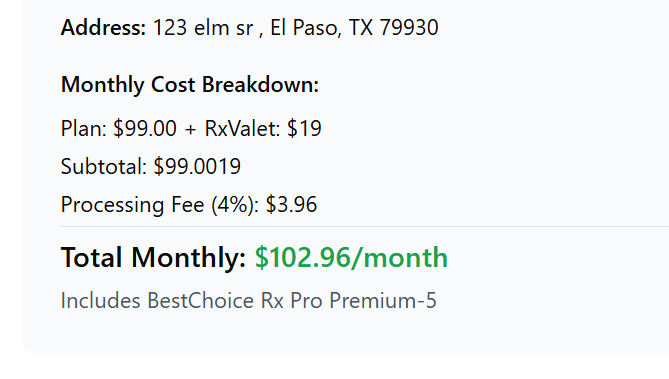 Address: 123 elm sr , El Paso, TX 79930
Monthly Cost Breakdown:
Plan: $99.00 + RxValet: $19
Subtotal: $99.0019
Processing Fee (4%): $3.96
Total Monthly: $102.96/month
Includes BestChoice Rx Pro Premium-5